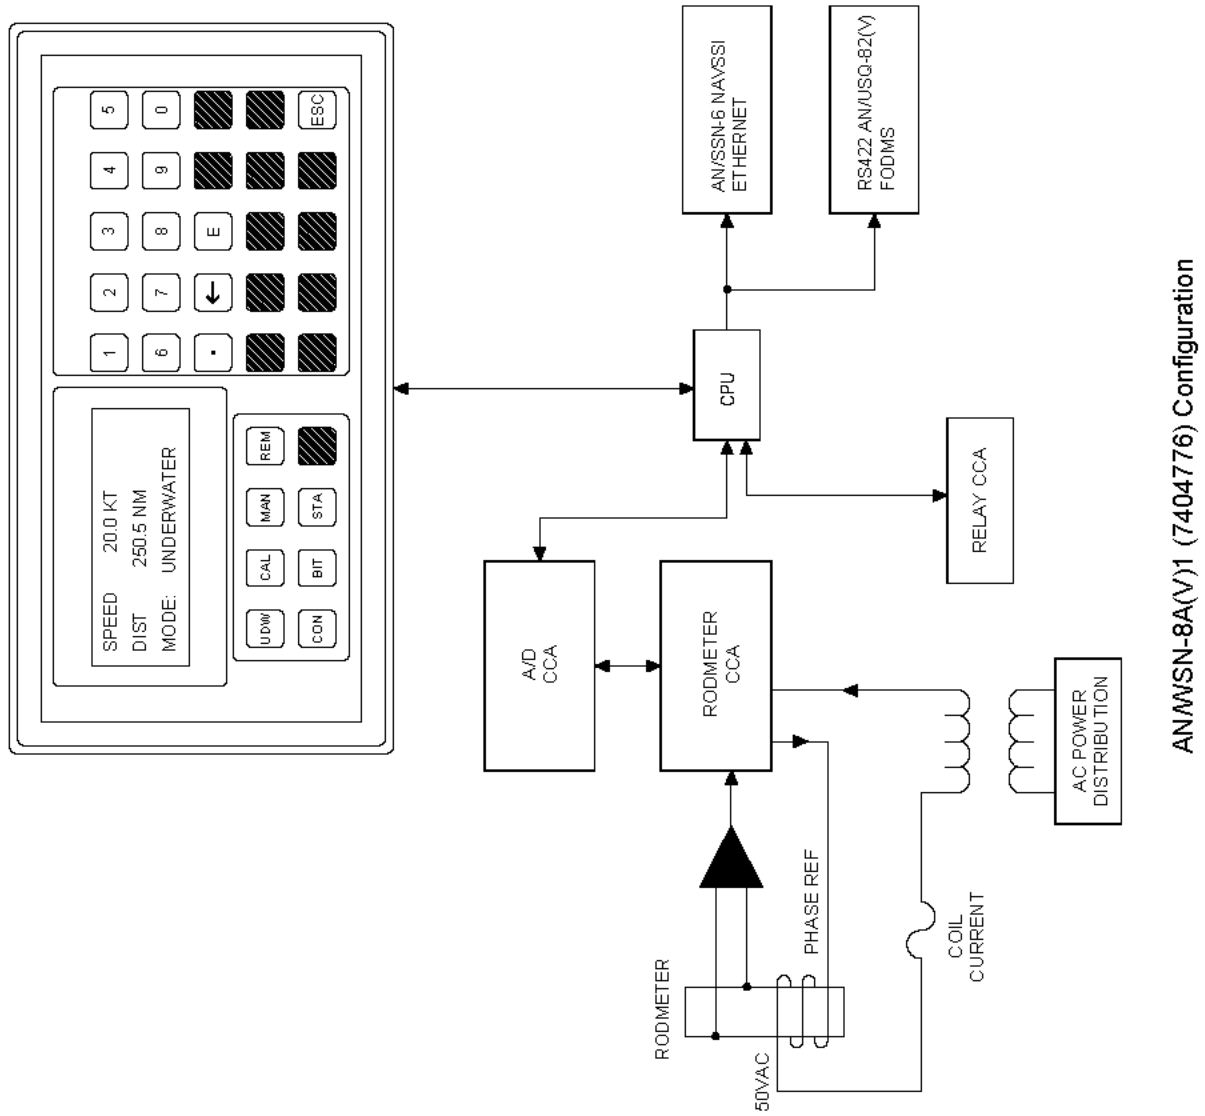 SPEED 20.0 KT
DIST 250.5 NM
MODE: UNDERWATER
1 2 3 4 5
6 7 8 9 0
. ← E
ESC
UDW CAL MAN REM
CON BIT STA
A/D
CCA
RODMETER
RODMETER
CCA
CPU
AN/SSN-6 NAVSSI
ETHERNET
RS422 AN/USQ-82(V)
FODMS
50VAC
PHASE REF
RELAY CCA
COIL
CURRENT
AC POWER
DISTRIBUTION
AN/WSN-8A(V)1 (7404776) Configuration